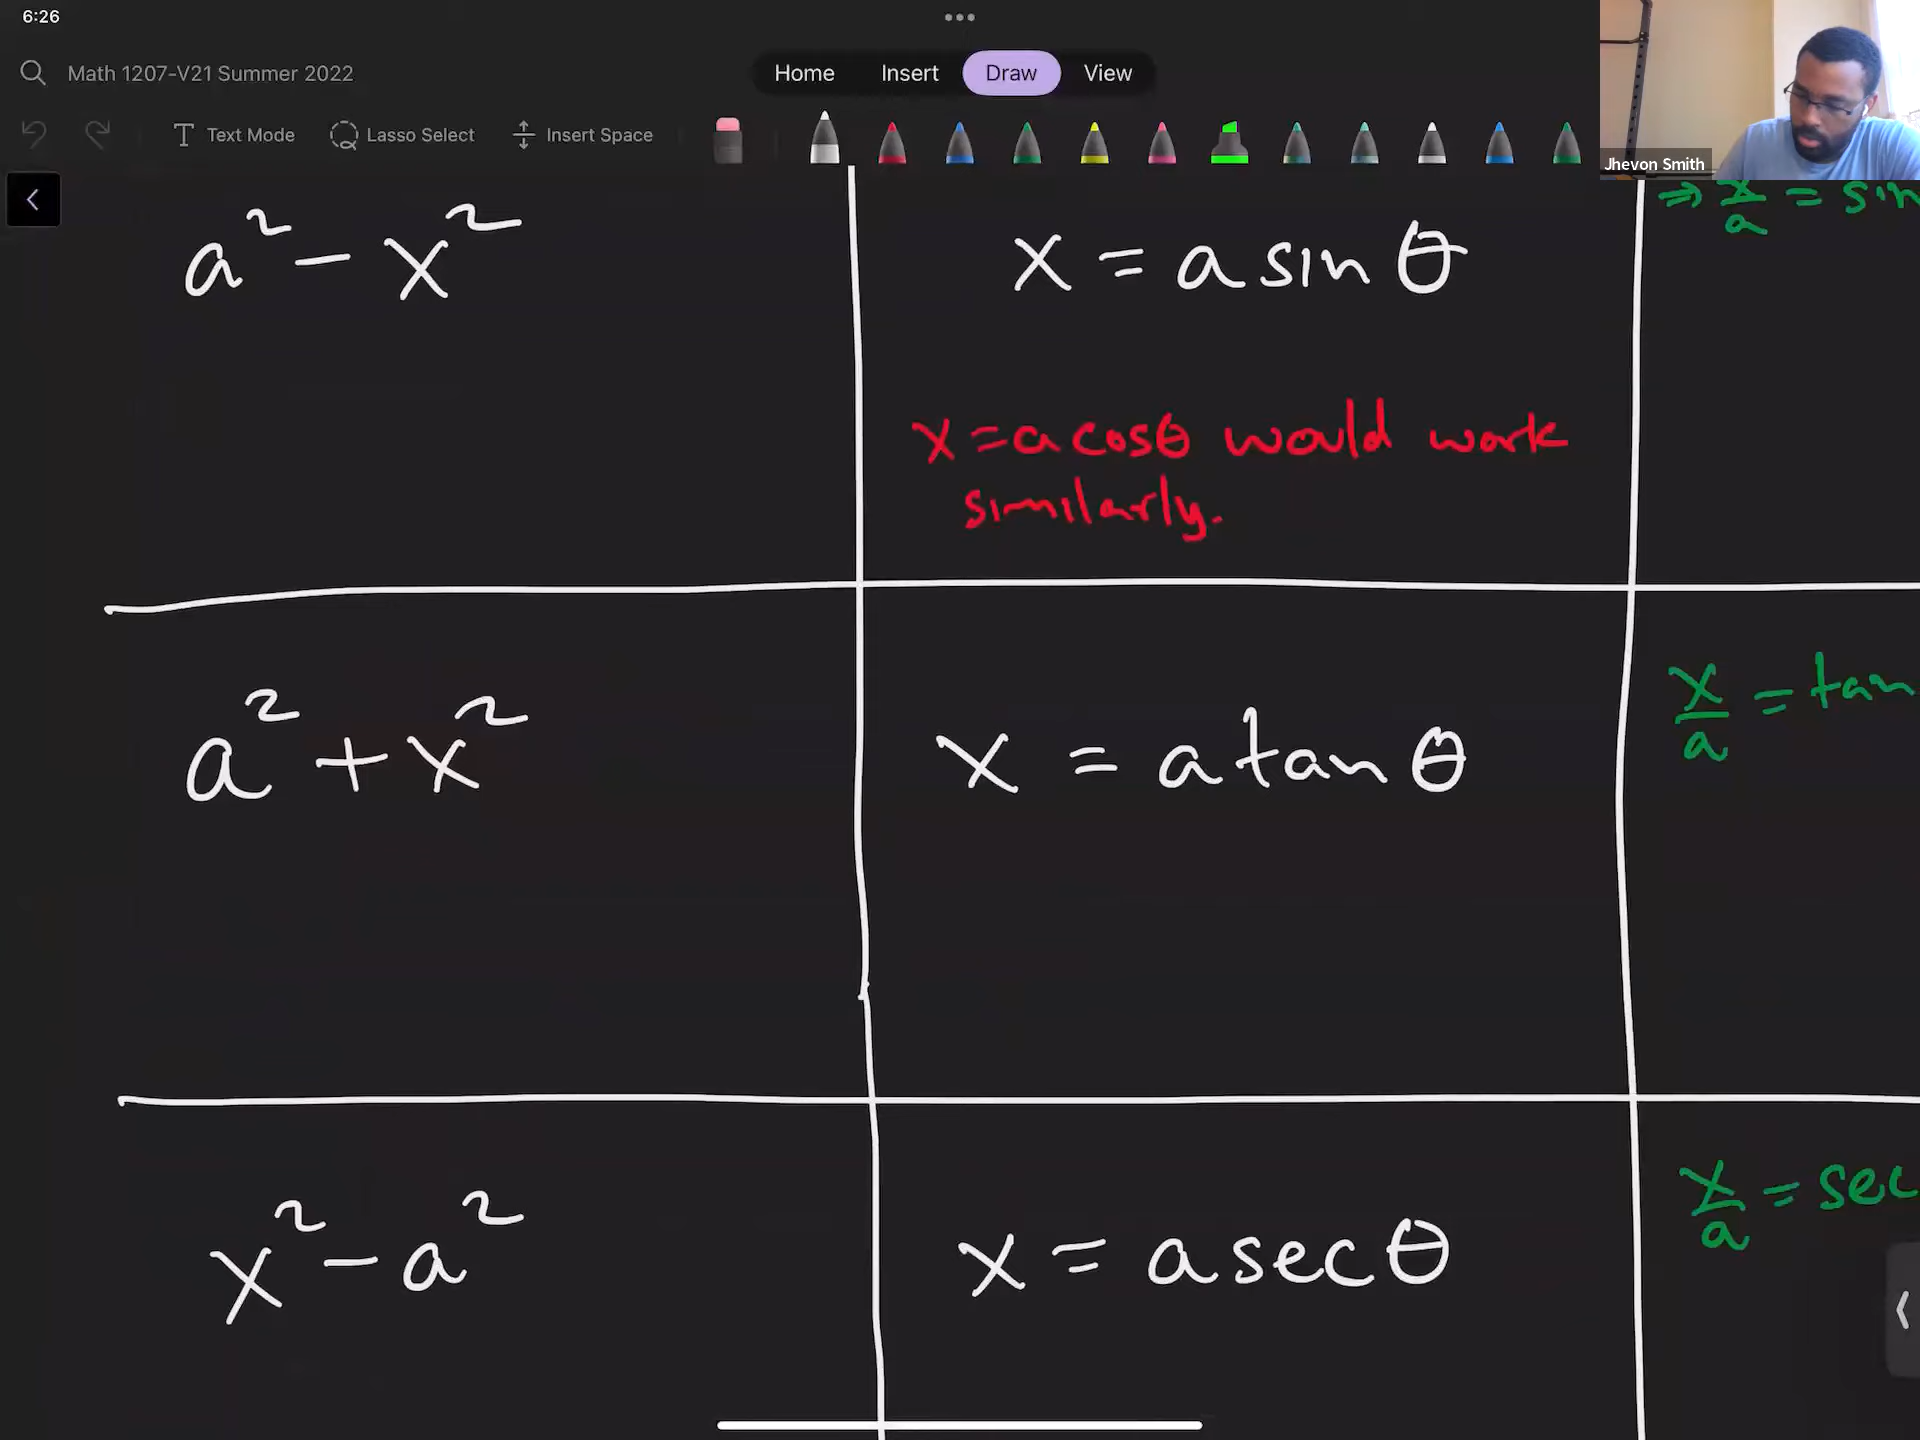 6:26
Math 1207-V21 Summer 2022
Home Insert Draw View
Text Mode Lasso Select Insert Space
Jhevon Smith
a² - x²
x = a sin θ
⇒ x/a = sin
x = a cos θ would work
similarly.
a² + x²
x = a tan θ
x/a = tan
x² - a²
x = a sec θ
x/a = sec